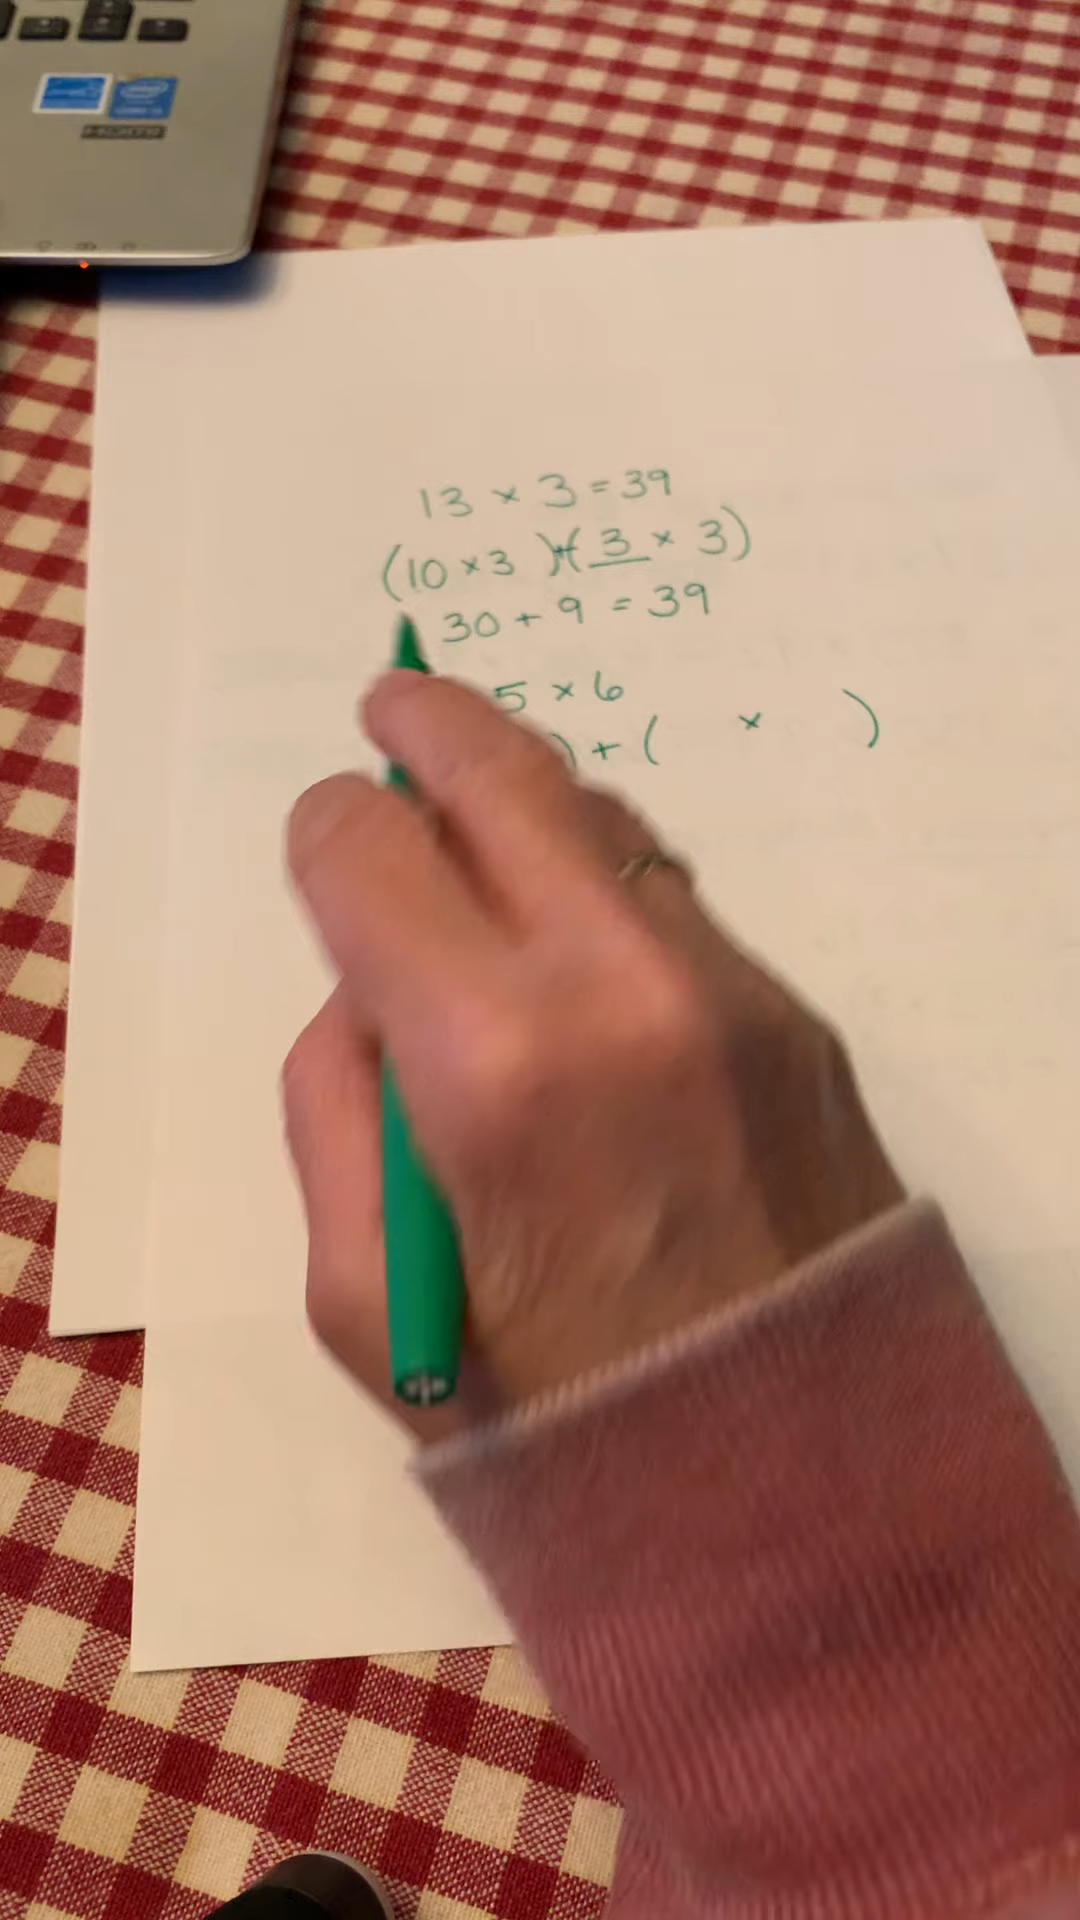 13 × 3 = 39
(10 × 3 )+( 3 × 3)
30 + 9 = 39
5 × 6
) + ( × )